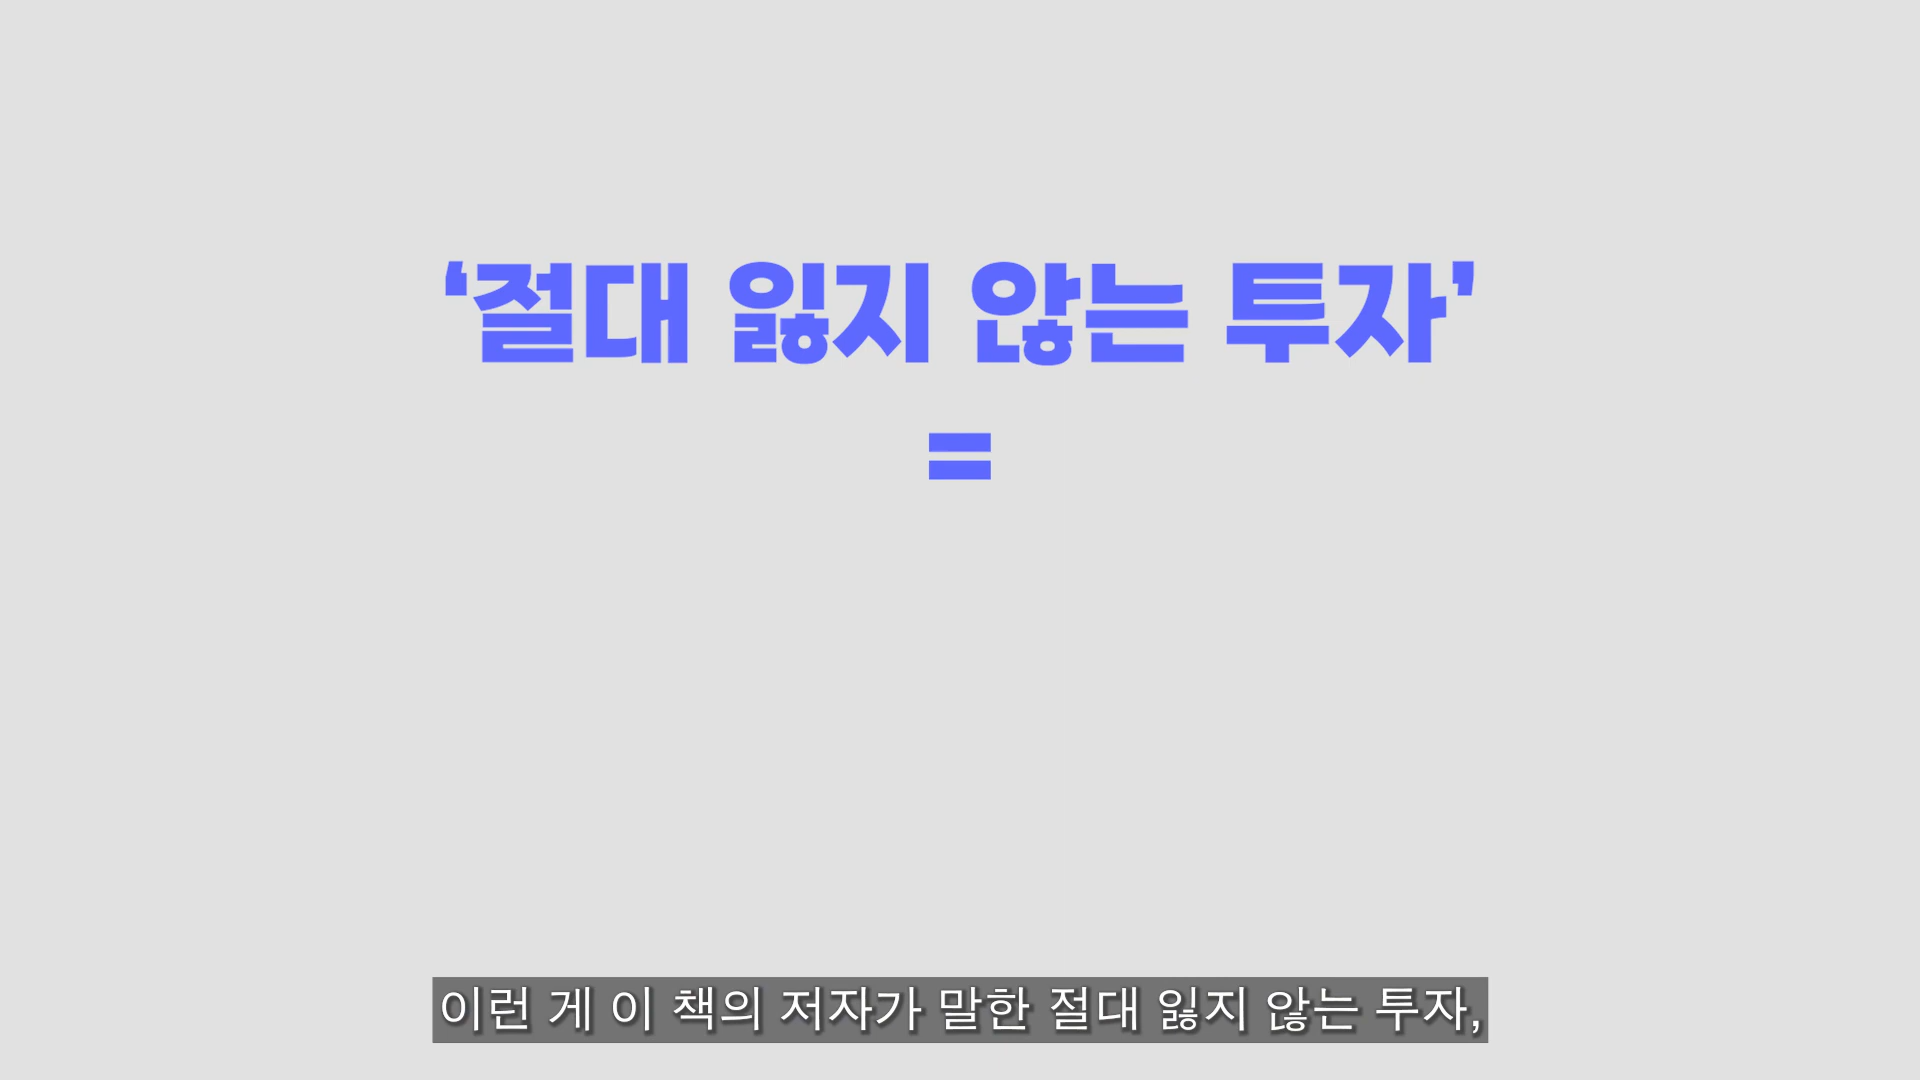 ‘절대 잃지 않는 투자’
=
이런 게 이 책의 저자가 말한 절대 잃지 않는 투자,